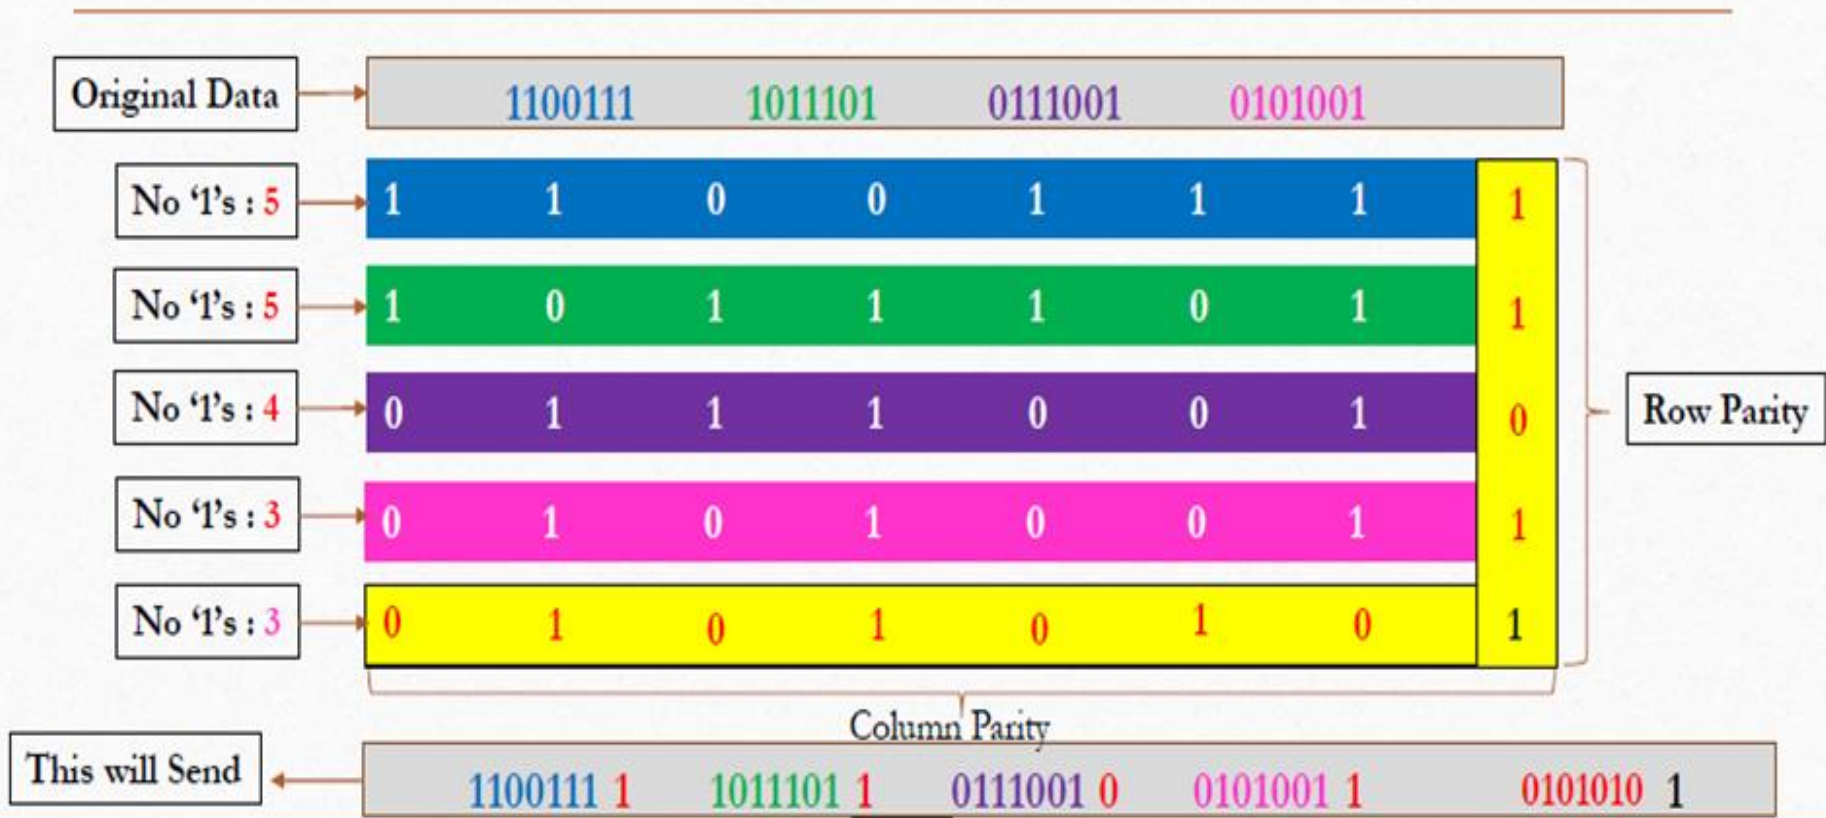 Original Data
1100111 1011101 0111001 0101001
No ‘1’s : 5
1 1 0 0 1 1 1 1
No ‘1’s : 5
1 0 1 1 1 0 1 1
No ‘1’s : 4
0 1 1 1 0 0 1 0
Row Parity
No ‘1’s : 3
0 1 0 1 0 0 1 1
No ‘1’s : 3
0 1 0 1 0 1 0 1
Column Parity
This will Send
1100111 1 1011101 1 0111001 0 0101001 1 0101010 1